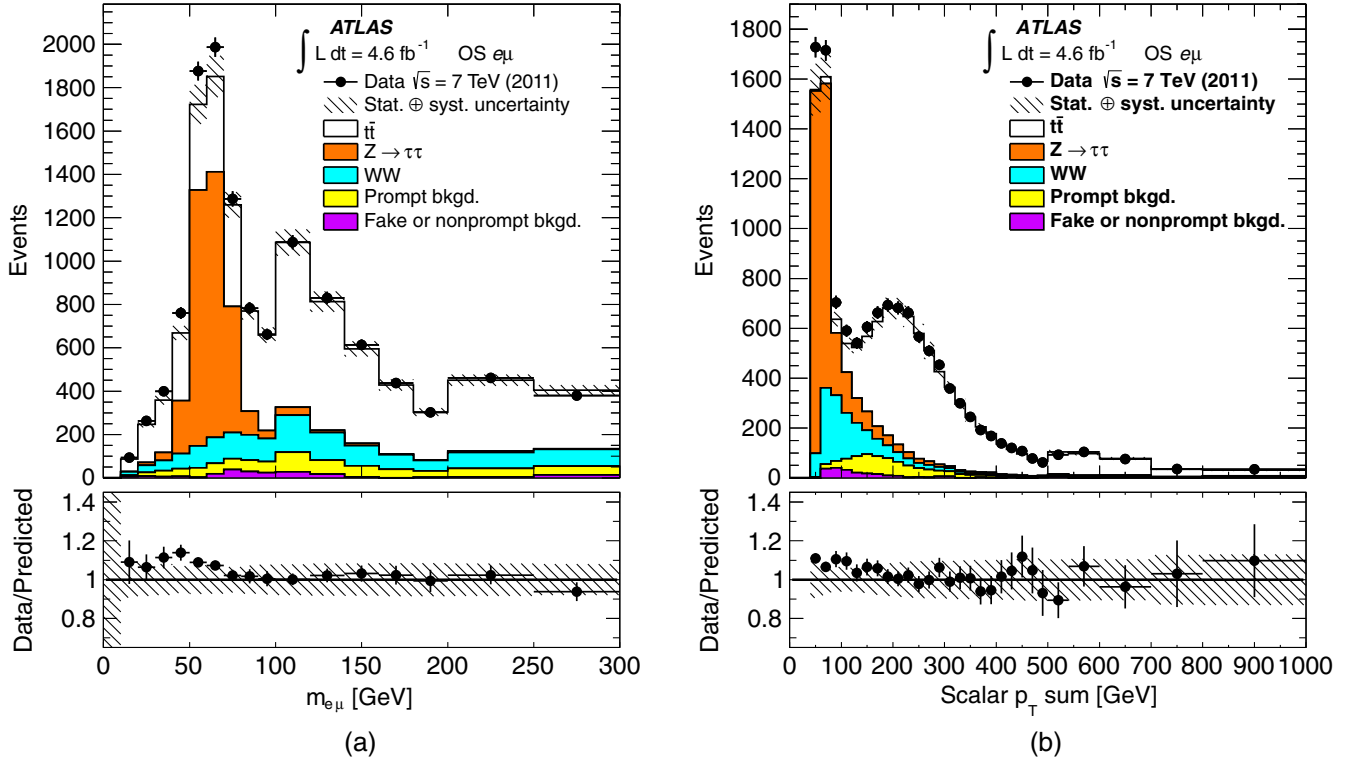 ATLAS
∫ L dt = 4.6 fb⁻¹ OS eμ
Data √s = 7 TeV (2011)
Stat. ⊕ syst. uncertainty
tt̄
Z → ττ
WW
Prompt bkgd.
Fake or nonprompt bkgd.
Events
2000
1800
1600
1400
1200
1000
800
600
400
200
0
Data/Predicted
1.4
1.2
1
0.8
0 50 100 150 200 250 300
m_eμ [GeV]
(a)
ATLAS
∫ L dt = 4.6 fb⁻¹ OS eμ
Data √s = 7 TeV (2011)
Stat. ⊕ syst. uncertainty
tt̄
Z → ττ
WW
Prompt bkgd.
Fake or nonprompt bkgd.
Events
1800
1600
1400
1200
1000
800
600
400
200
0
Data/Predicted
1.4
1.2
1
0.8
0 100 200 300 400 500 600 700 800 900 1000
Scalar p_T sum [GeV]
(b)